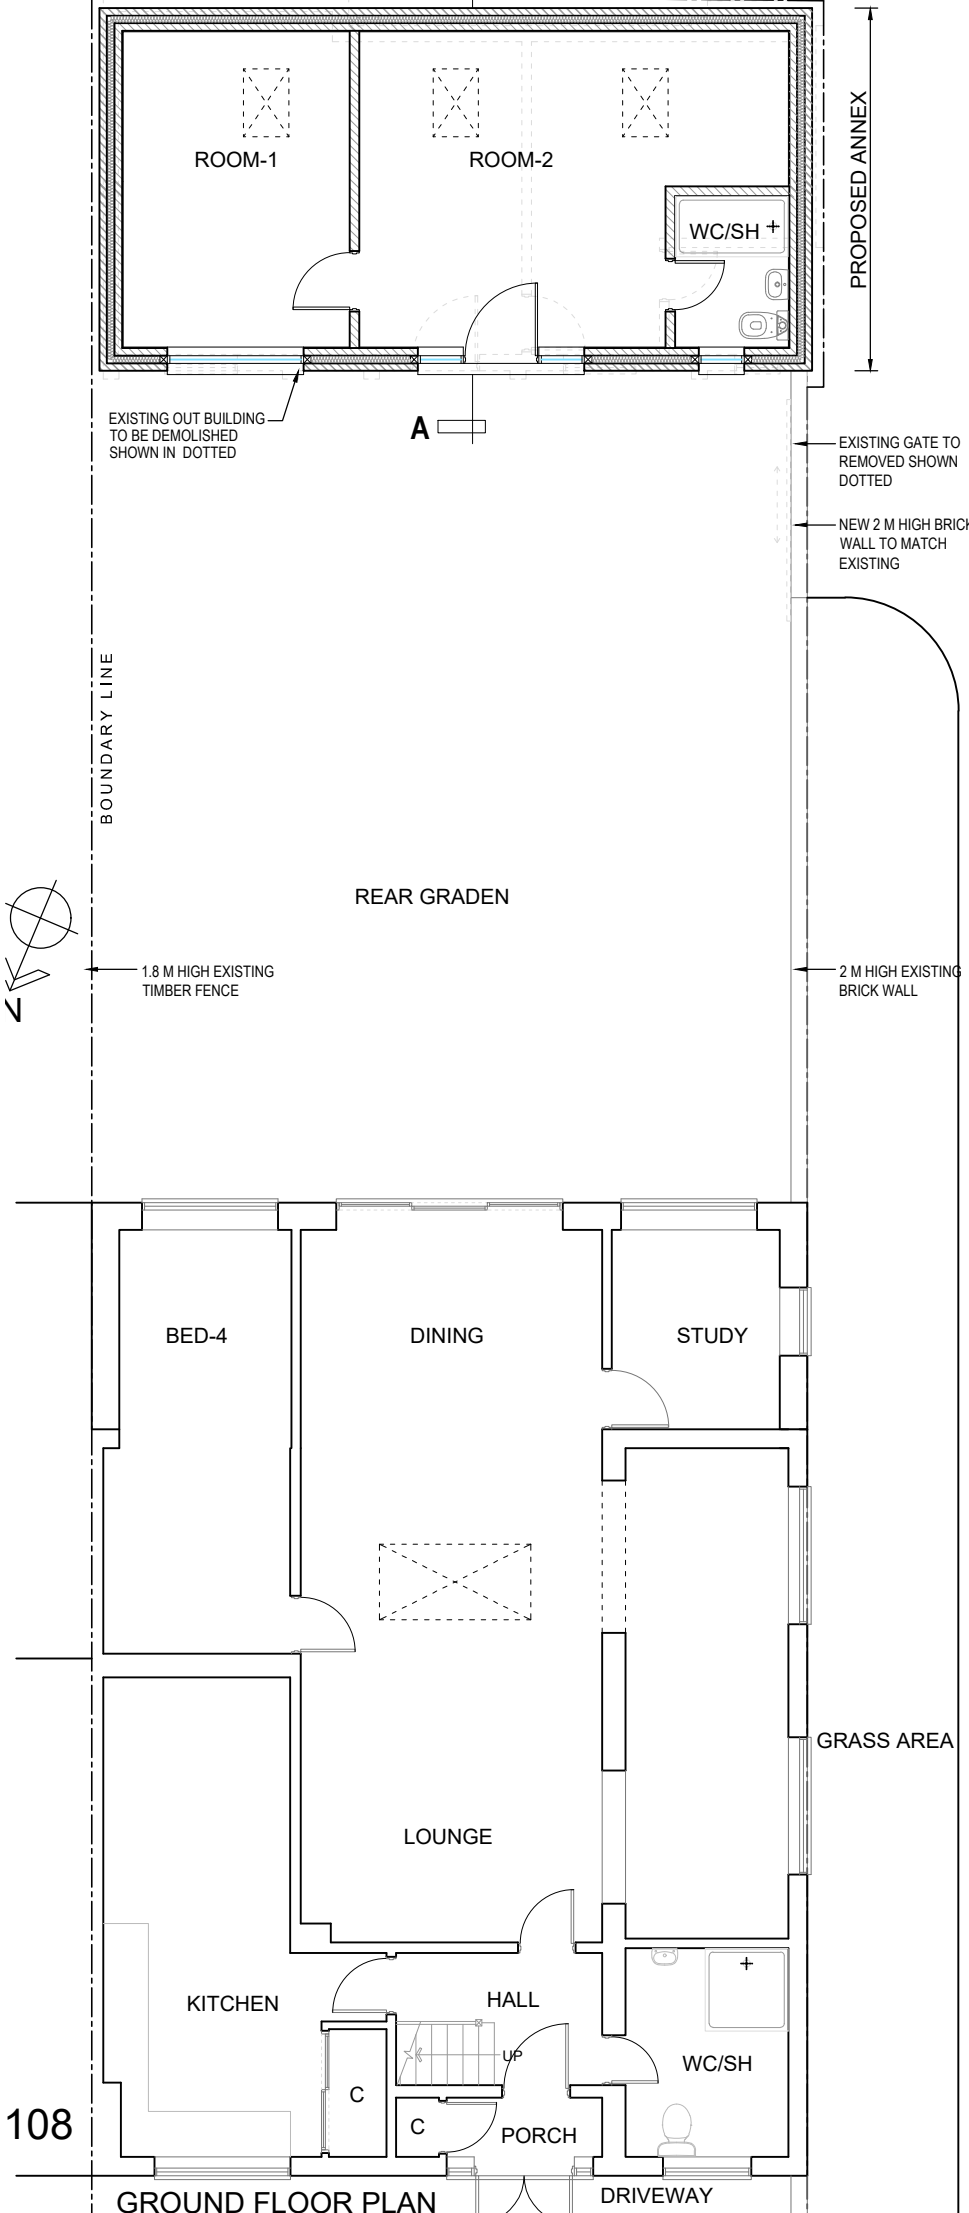 ROOM-1
ROOM-2
WC/SH
PROPOSED ANNEX
EXISTING OUT BUILDING
TO BE DEMOLISHED
SHOWN IN DOTTED
A
EXISTING GATE TO
REMOVED SHOWN
DOTTED
NEW 2 M HIGH BRICK
WALL TO MATCH
EXISTING
BOUNDARY LINE
REAR GRADEN
N
1.8 M HIGH EXISTING
TIMBER FENCE
2 M HIGH EXISTING
BRICK WALL
BED-4
DINING
STUDY
GRASS AREA
LOUNGE
KITCHEN
HALL
UP
WC/SH
C
C
PORCH
108
GROUND FLOOR PLAN
DRIVEWAY